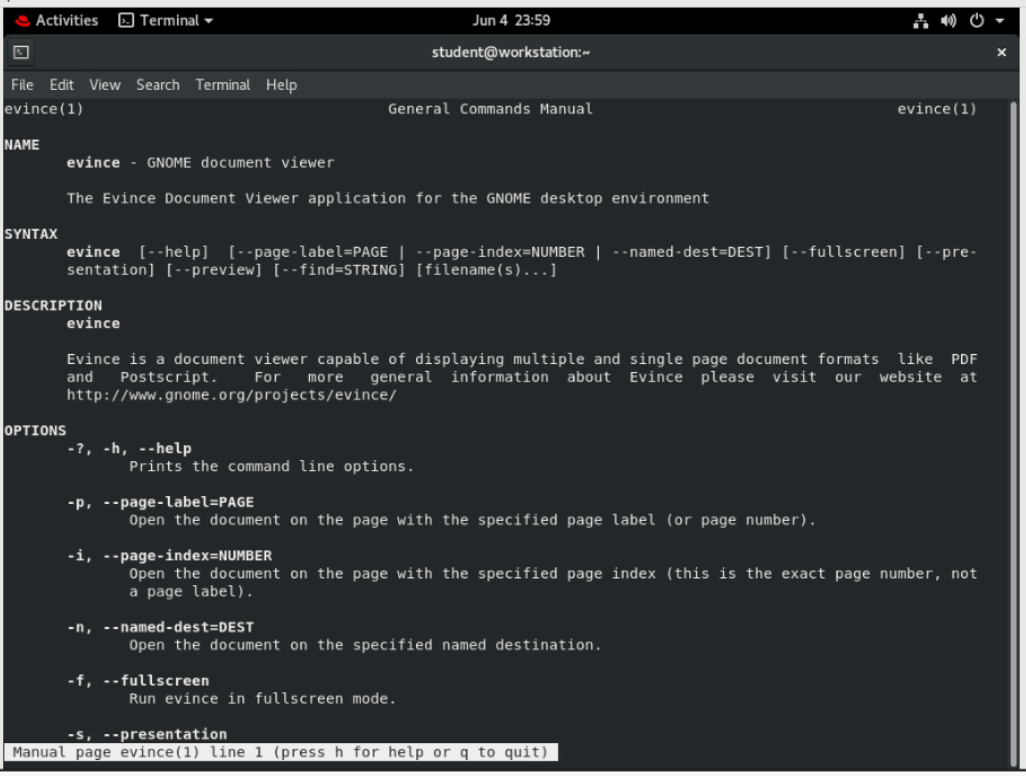 Activities Terminal Jun 4 23:59
student@workstation:~ ×
File Edit View Search Terminal Help
evince(1) General Commands Manual evince(1)
NAME
evince - GNOME document viewer
The Evince Document Viewer application for the GNOME desktop environment
SYNTAX
evince [--help] [--page-label=PAGE | --page-index=NUMBER | --named-dest=DEST] [--fullscreen] [--pre-
sentation] [--preview] [--find=STRING] [filename(s)...]
DESCRIPTION
evince
Evince is a document viewer capable of displaying multiple and single page document formats like PDF
and Postscript. For more general information about Evince please visit our website at
http://www.gnome.org/projects/evince/
OPTIONS
-?, -h, --help
Prints the command line options.
-p, --page-label=PAGE
Open the document on the page with the specified page label (or page number).
-i, --page-index=NUMBER
Open the document on the page with the specified page index (this is the exact page number, not
a page label).
-n, --named-dest=DEST
Open the document on the specified named destination.
-f, --fullscreen
Run evince in fullscreen mode.
-s, --presentation
Manual page evince(1) line 1 (press h for help or q to quit)